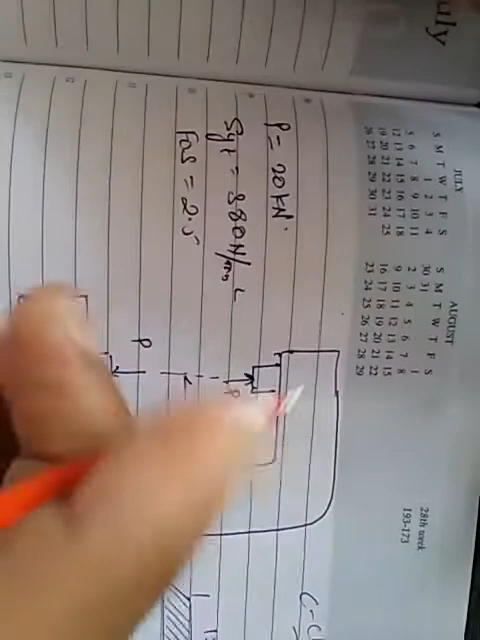 uly
JULY
S M T W T F S
1 2 3 4
5 6 7 8 9 10 11
12 13 14 15 16 17 18
19 20 21 22 23 24 25
26 27 28 29 30 31
AUGUST
S M T W T F S
30 31 1
2 3 4 5 6 7 8
9 10 11 12 13 14 15
16 17 18 19 20 21 22
23 24 25 26 27 28 29
28th week
193-173
P = 20kN.
Syt = 380N/mm²
FOS = 2.5
P
P